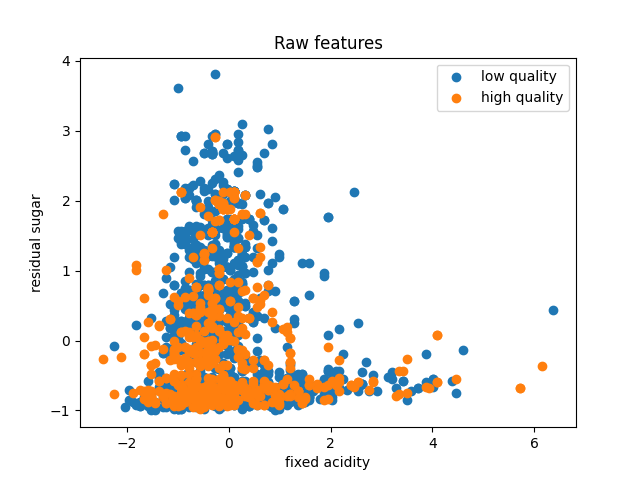 Raw features
low quality
high quality
residual sugar
4
3
2
1
0
−1
−2
0
2
4
6
fixed acidity